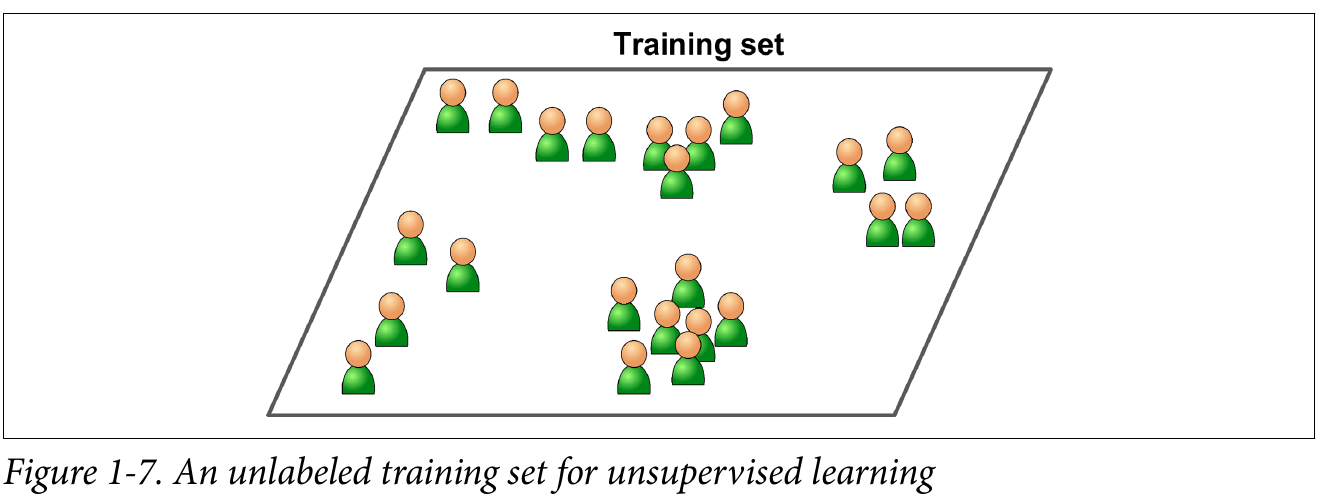 Training set
Figure 1-7. An unlabeled training set for unsupervised learning